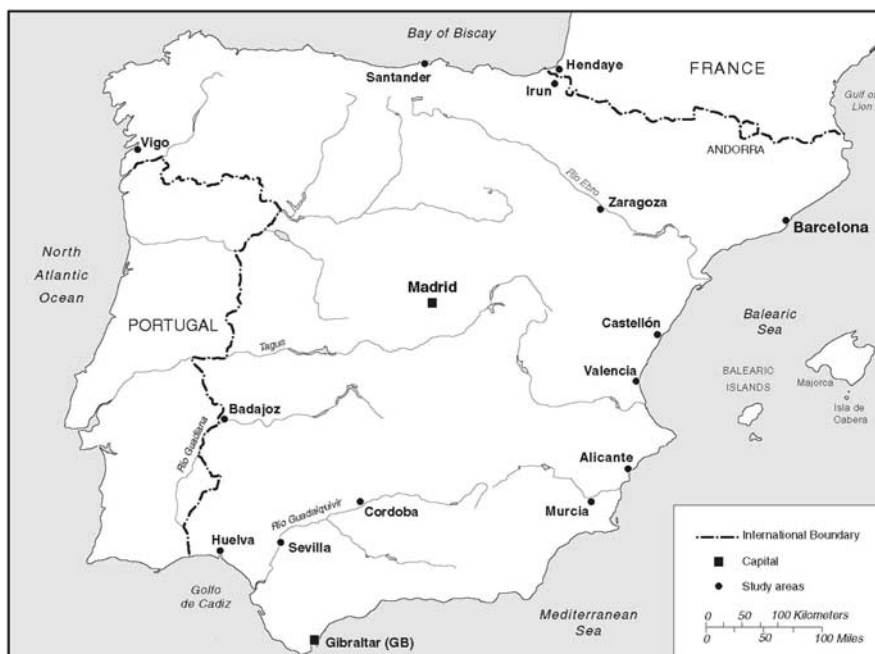 Bay of Biscay
Santander
Hendaye
Irun
FRANCE
Gulf of
Lion
ANDORRA
Vigo
Río Ebro
Zaragoza
Barcelona
North
Atlantic
Ocean
Madrid
PORTUGAL
Tagus
Castellón
Valencia
Balearic
Sea
BALEARIC
ISLANDS
Majorca
Isla de
Cabera
Badajoz
Río Guadiana
Alicante
Murcia
Río Guadalquivir
Cordoba
Huelva
Sevilla
Golfo
de Cadiz
Gibraltar (GB)
Mediterranean
Sea
International Boundary
Capital
Study areas
0 50 100 Kilometers
0 50 100 Miles